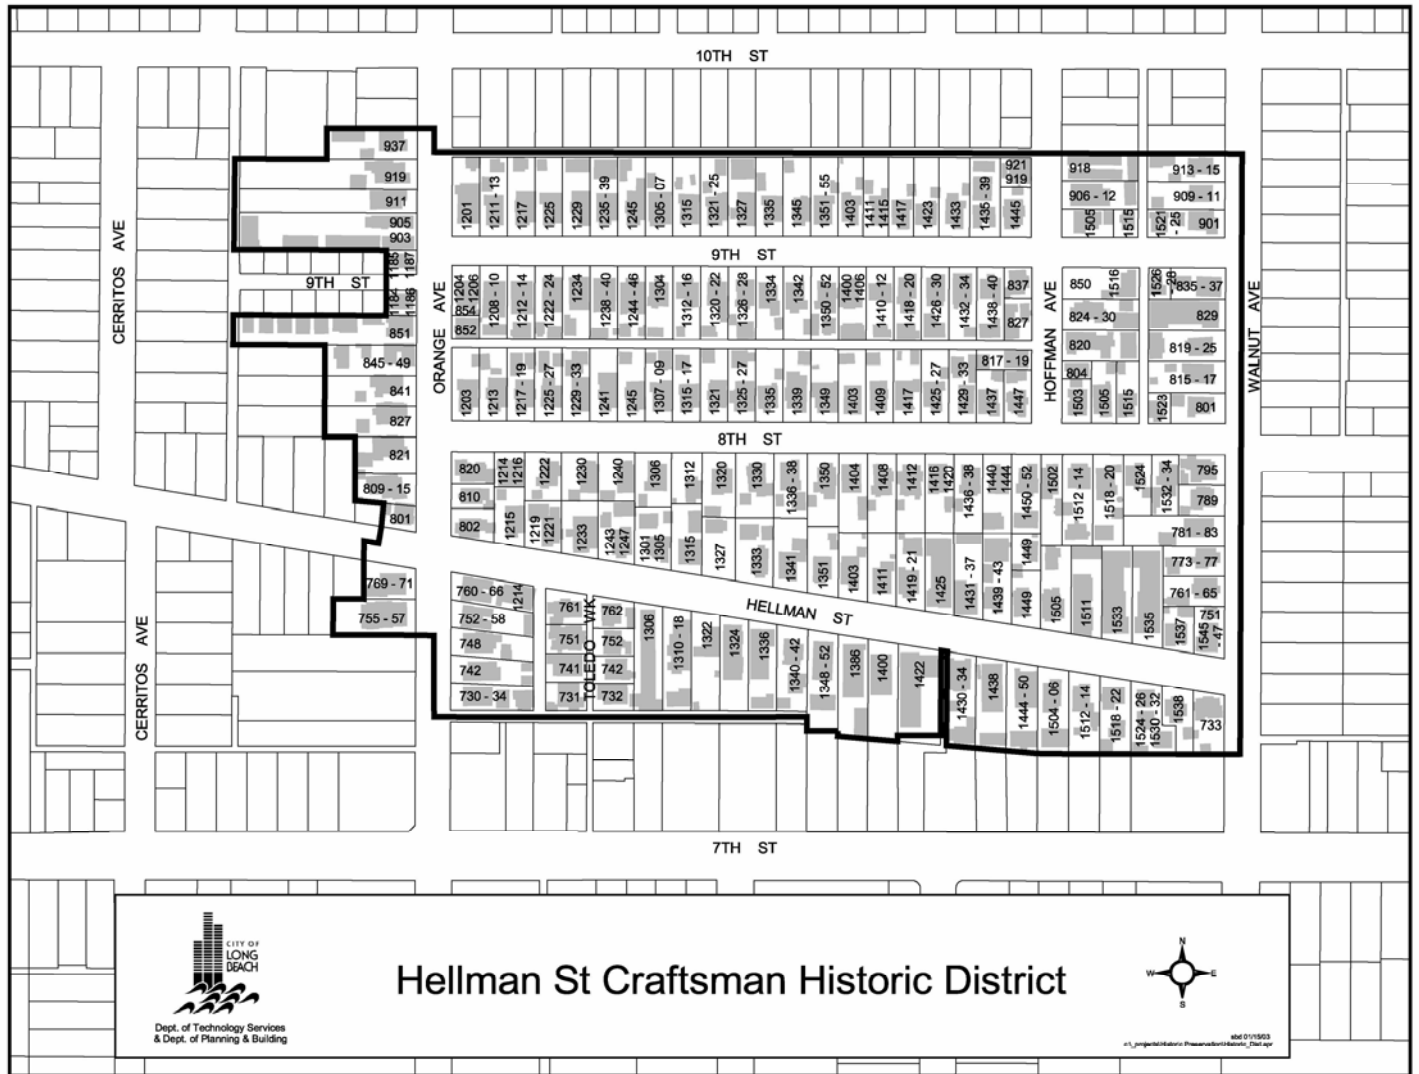 10TH ST
937
919
911
905
903
1185
1187
9TH ST
1184
1186
851
845 - 49
841
827
821
809 - 15
801
769 - 71
755 - 57
CERRITOS AVE
CERRITOS AVE
ORANGE AVE
1201
1211 - 13
1217
1225
1229
1235 - 39
1245
1305 - 07
1315
1321 - 25
1327
1335
1345
1351 - 55
1403
1411
1415
1417
1423
1433
1435 - 39
921
919
1445
918
906 - 12
1505
1515
913 - 15
909 - 11
1521
- 25
901
9TH ST
1204
1206
854
852
1208 - 10
1212 - 14
1222 - 24
1234
1238 - 40
1244 - 46
1304
1312 - 16
1320 - 22
1326 - 28
1334
1342
1350 - 52
1400
1406
1410 - 12
1418 - 20
1426 - 30
1432 - 34
1438 - 40
837
827
HOFFMAN AVE
850
1516
824 - 30
820
804
1503
1505
1515
1526
- 28
835 - 37
829
819 - 25
815 - 17
1523
801
WALNUT AVE
1203
1213
1217 - 19
1225 - 27
1229 - 33
1241
1245
1307 - 09
1315 - 17
1321
1325 - 27
1335
1339
1349
1403
1409
1417
1425 - 27
1429 - 33
817 - 19
1437
1447
8TH ST
820
810
802
1214
1216
1222
1230
1240
1306
1312
1320
1330
1336 - 38
1350
1404
1408
1412
1416
1420
1436 - 38
1440
1444
1450 - 52
1502
1512 - 14
1518 - 20
1524
1532 - 34
795
789
781 - 83
773 - 77
761 - 65
751
1215
1219
1221
1233
1243
1247
1301
1305
1315
1327
1333
1341
1351
1403
1411
1419 - 21
1425
1431 - 37
1439 - 43
1449
1449
1505
1511
1533
1535
1537
1545
- 47
HELLMAN ST
760 - 66
1214
752 - 58
748
742
730 - 34
761
751
741
731
TOLEDO WK
762
752
742
732
1306
1310 - 18
1322
1324
1336
1340 - 42
1348 - 52
1386
1400
1422
1430 - 34
1438
1444 - 50
1504 - 06
1512 - 14
1518 - 22
1524 - 26
1530 - 32
1538
733
7TH ST
CITY OF
LONG
BEACH
Dept. of Technology Services
& Dept. of Planning & Building
Hellman St Craftsman Historic District
N
W
E
S